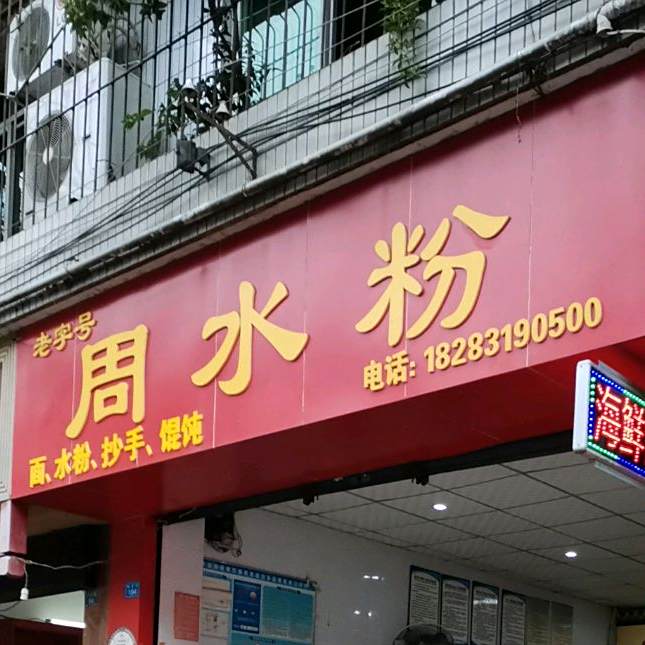 老字号
周水粉
电话: 18283190500
面、水粉、抄手、馄饨
海鲜